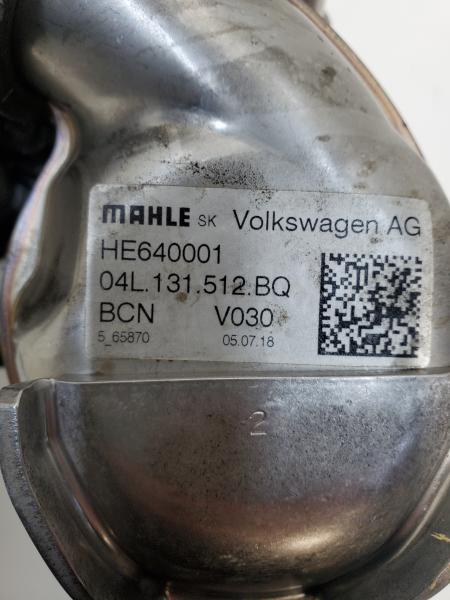 MAHLE SK Volkswagen AG
HE640001
04L.131.512.BQ
BCN V030
5_65870 05.07.18
2